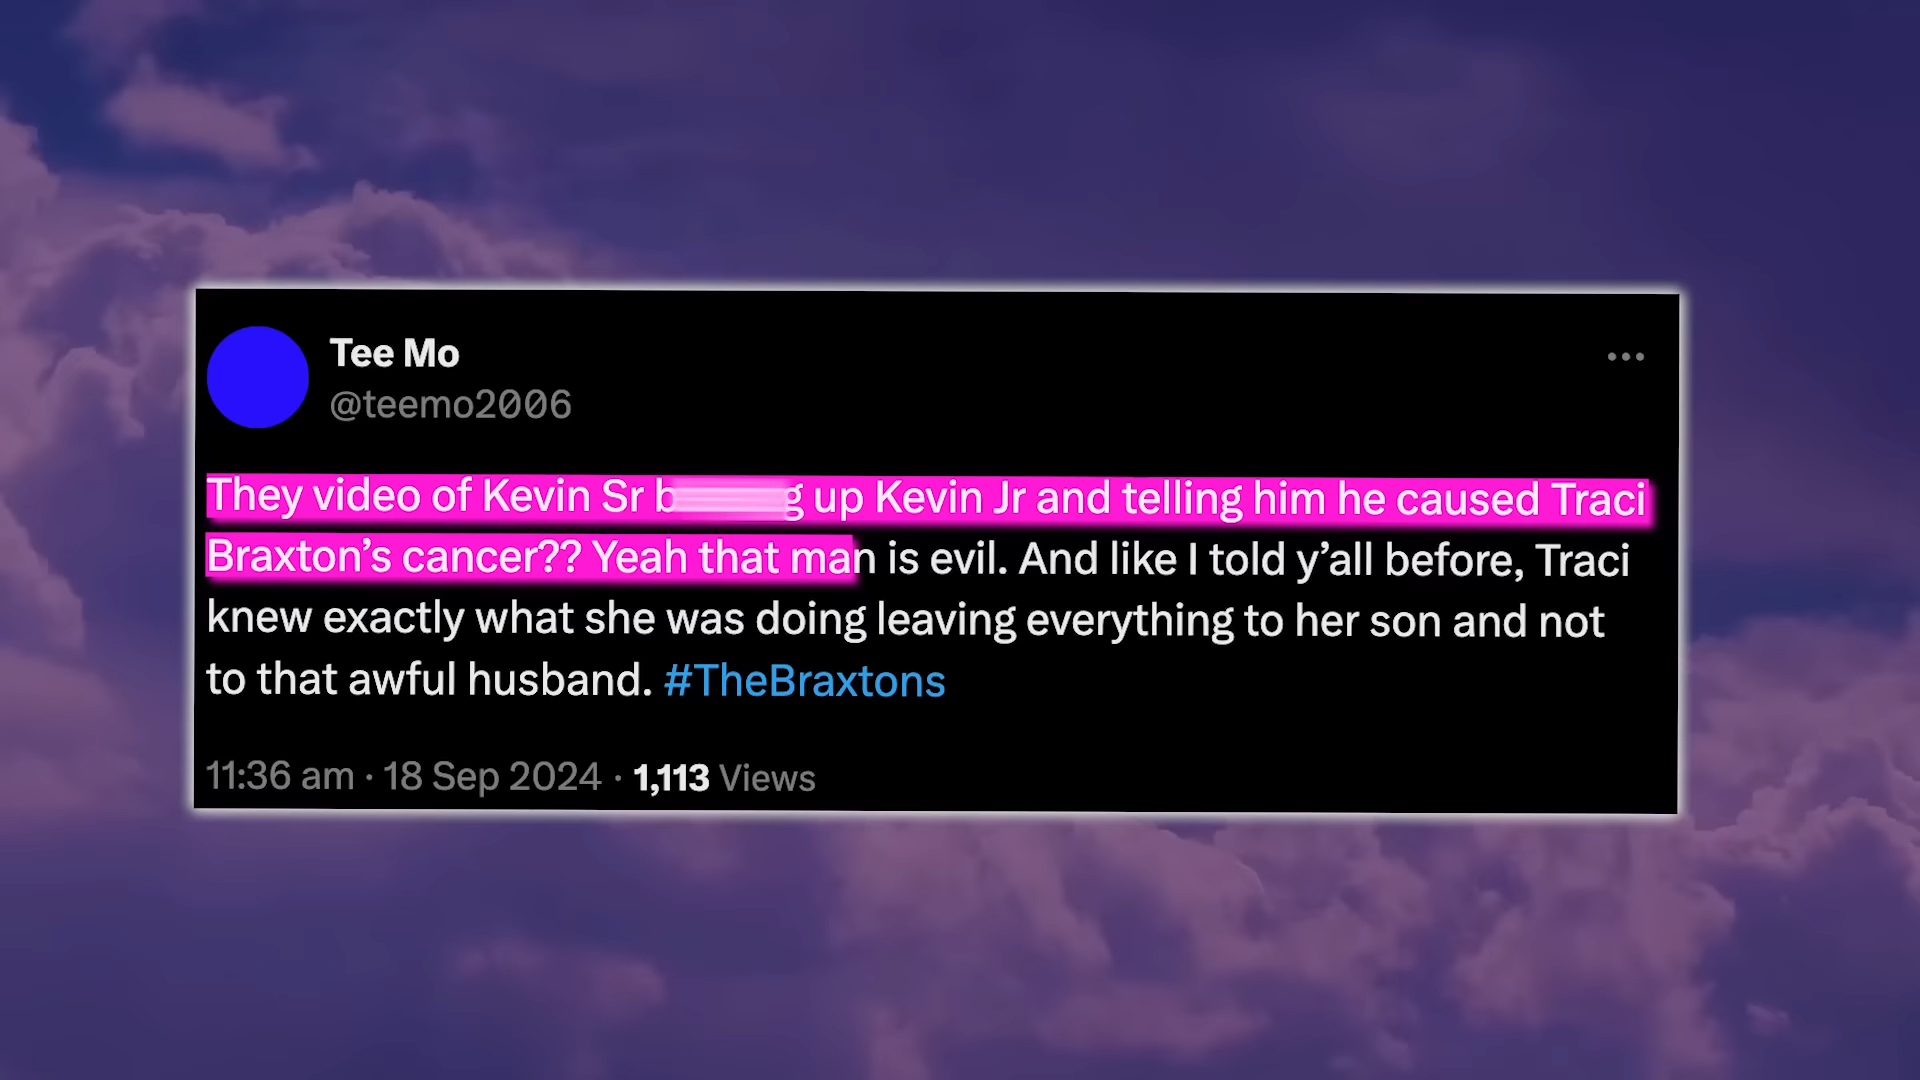 Tee Mo
@teemo2006
They video of Kevin Sr b g up Kevin Jr and telling him he caused Traci
Braxton’s cancer?? Yeah that man is evil. And like I told y’all before, Traci
knew exactly what she was doing leaving everything to her son and not
to that awful husband. #TheBraxtons
11:36 am · 18 Sep 2024 · 1,113 Views